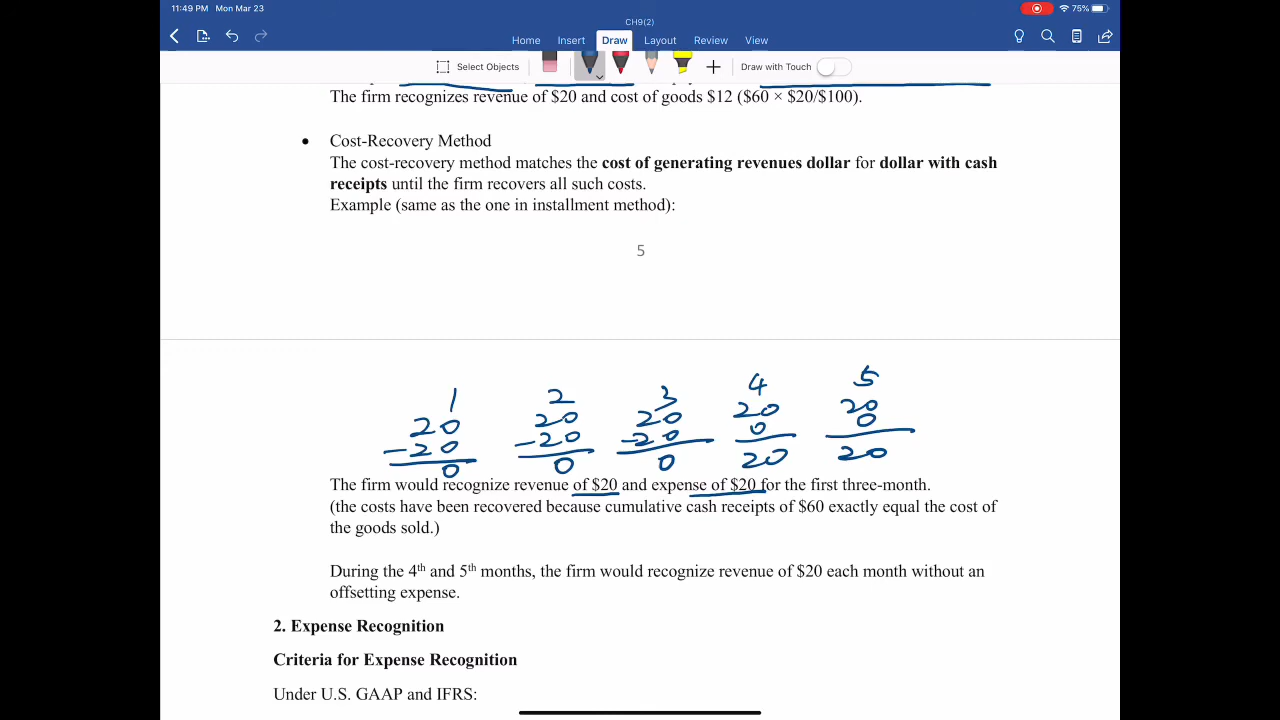 11:49 PM Mon Mar 23
75%
CH9(2)
Home Insert Draw Layout Review View
Select Objects
Draw with Touch
The firm recognizes revenue of $20 and cost of goods $12 ($60 × $20/$100).
• Cost-Recovery Method
The cost-recovery method matches the cost of generating revenues dollar for dollar with cash
receipts until the firm recovers all such costs.
Example (same as the one in installment method):
5
1 2 3 4 5
20 20 20 20 20
-20 -20 -20 0 0
0 0 0 20 20
The firm would recognize revenue of $20 and expense of $20 for the first three-month.
(the costs have been recovered because cumulative cash receipts of $60 exactly equal the cost of
the goods sold.)
During the 4th and 5th months, the firm would recognize revenue of $20 each month without an
offsetting expense.
2. Expense Recognition
Criteria for Expense Recognition
Under U.S. GAAP and IFRS: